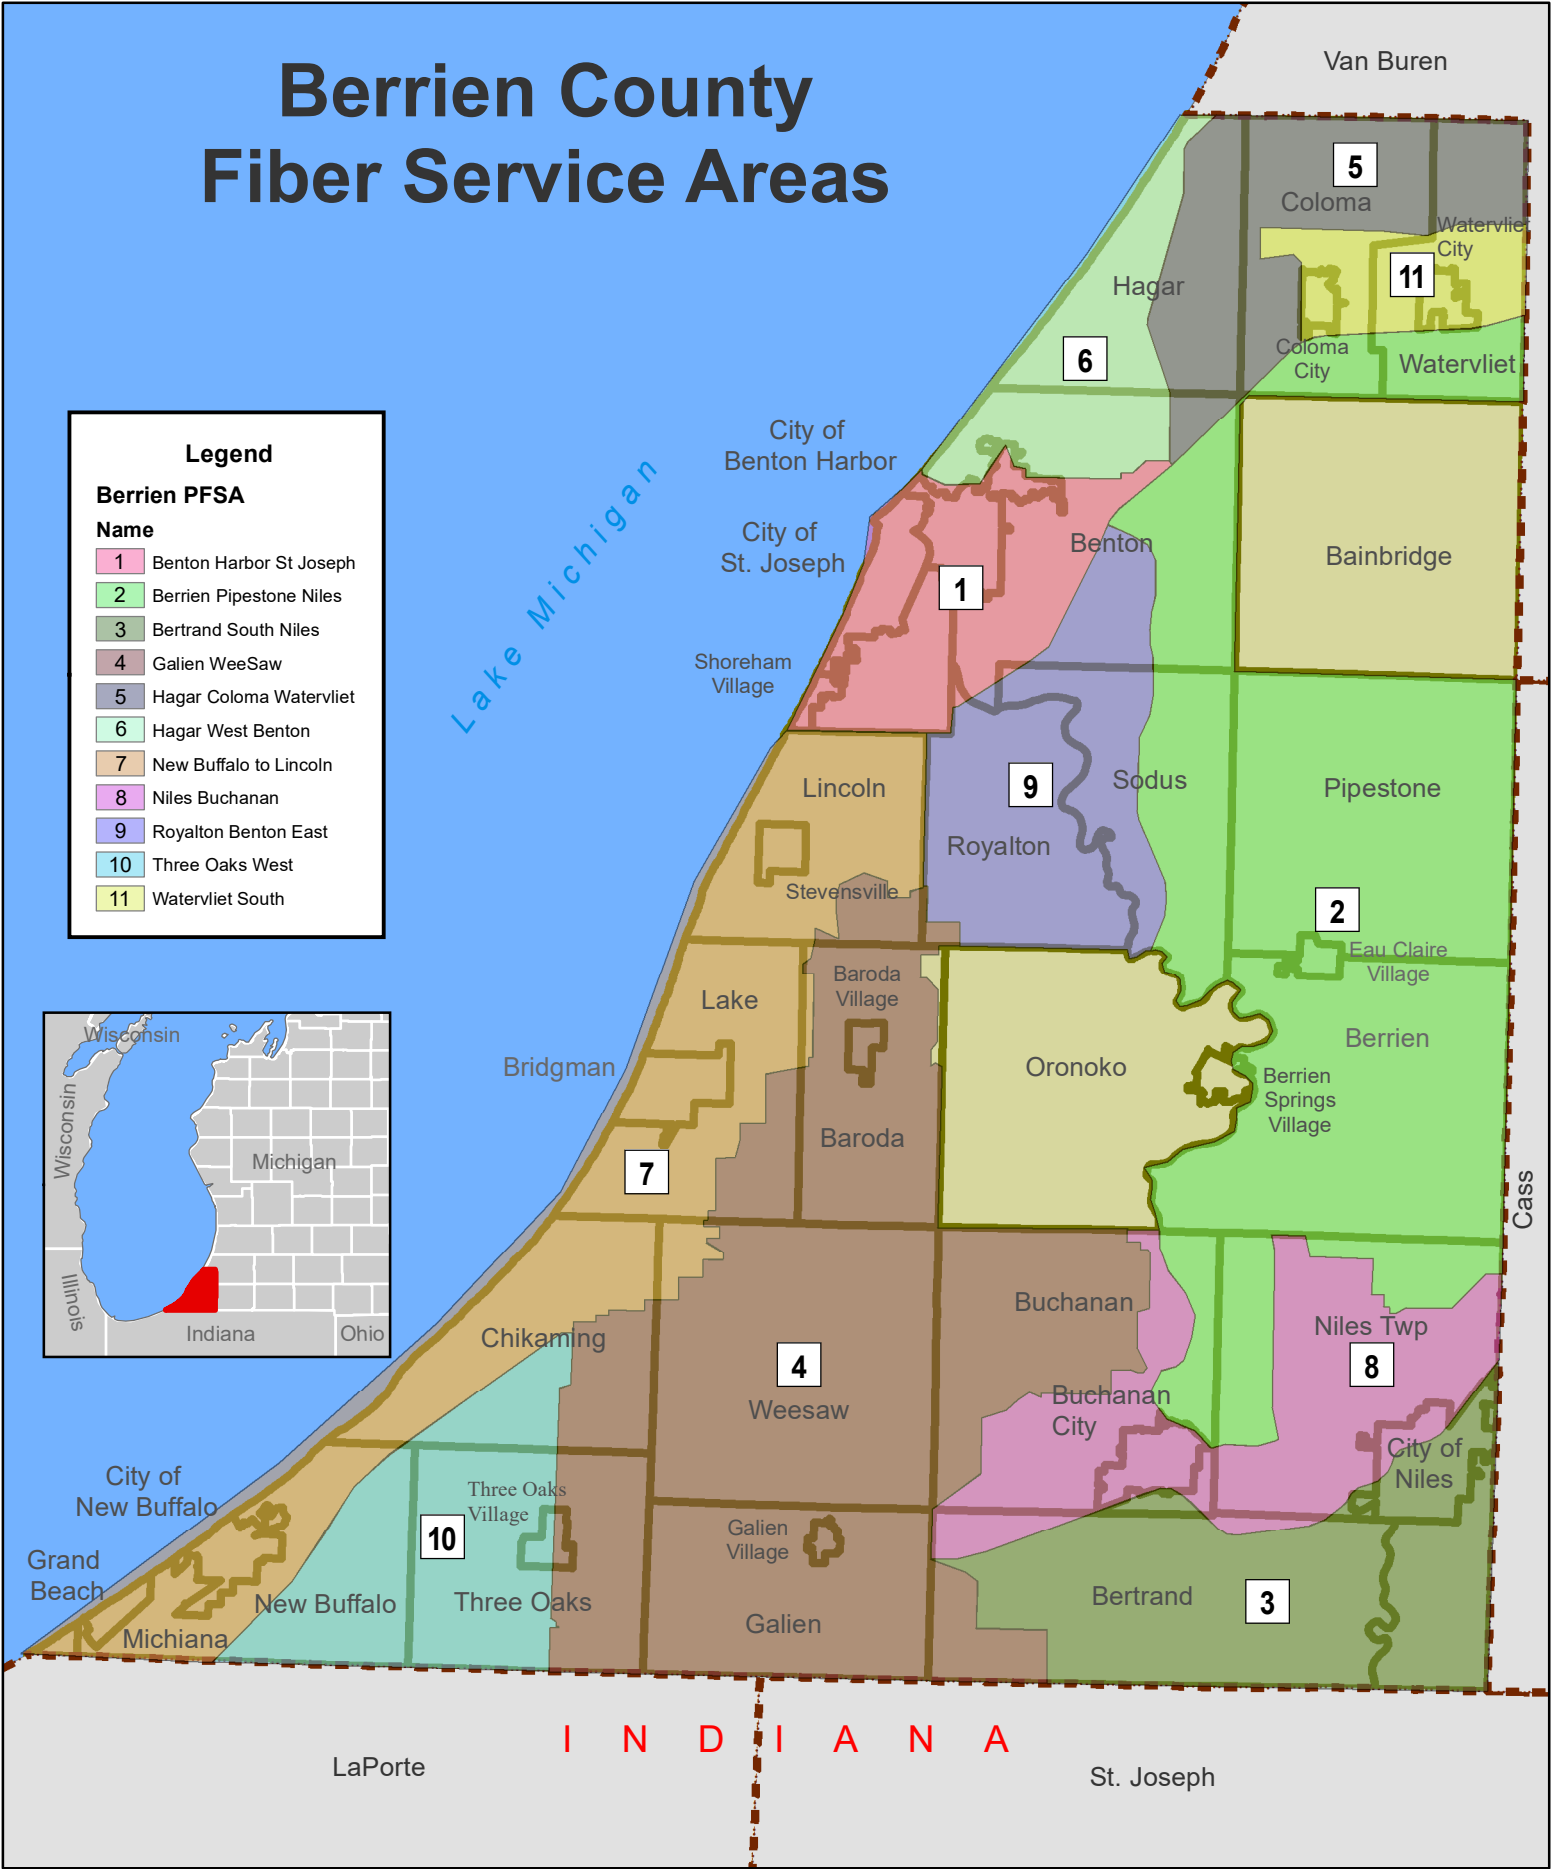 Berrien County
Fiber Service Areas
Van Buren
5
Coloma
Watervliet
City
11
Hagar
6
Coloma
City
Watervliet
City of
Benton Harbor
Lake Michigan
City of
St. Joseph
Benton
Bainbridge
1
Shoreham
Village
Legend
Berrien PFSA
Name
1 Benton Harbor St Joseph
2 Berrien Pipestone Niles
3 Bertrand South Niles
4 Galien WeeSaw
5 Hagar Coloma Watervliet
6 Hagar West Benton
7 New Buffalo to Lincoln
8 Niles Buchanan
9 Royalton Benton East
10 Three Oaks West
11 Watervliet South
Lincoln
9
Sodus
Pipestone
Royalton
Stevensville
2
Eau Claire
Village
Baroda
Village
Lake
Berrien
Bridgman
Oronoko
Berrien
Springs
Village
Baroda
7
Cass
Wisconsin
Wisconsin
Michigan
Illinois
Indiana
Ohio
Buchanan
Chikaming
Niles Twp
4
8
Weesaw
Buchanan
City
City of
Niles
City of
New Buffalo
Three Oaks
Village
10
Galien
Village
Grand
Beach
New Buffalo
Three Oaks
Bertrand
3
Galien
Michiana
INDIANA
LaPorte
St. Joseph